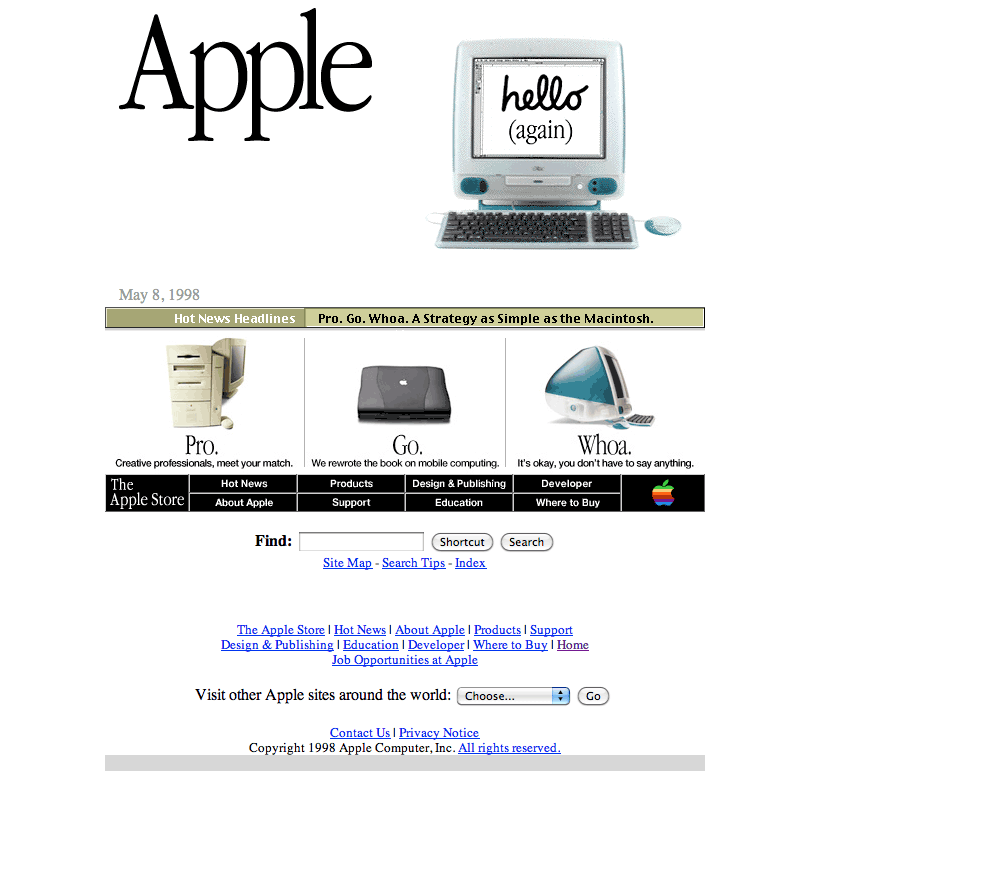 Apple
hello
(again)
May 8, 1998
Hot News Headlines Pro. Go. Whoa. A Strategy as Simple as the Macintosh.
Pro. Go. Whoa.
Creative professionals, meet your match. We rewrote the book on mobile computing. It's okay, you don't have to say anything.
The Apple Store
Hot News Products Design & Publishing Developer
About Apple Support Education Where to Buy
Find: Shortcut Search
Site Map - Search Tips - Index
The Apple Store | Hot News | About Apple | Products | Support
Design & Publishing | Education | Developer | Where to Buy | Home
Job Opportunities at Apple
Visit other Apple sites around the world: Choose... Go
Contact Us | Privacy Notice
Copyright 1998 Apple Computer, Inc. All rights reserved.